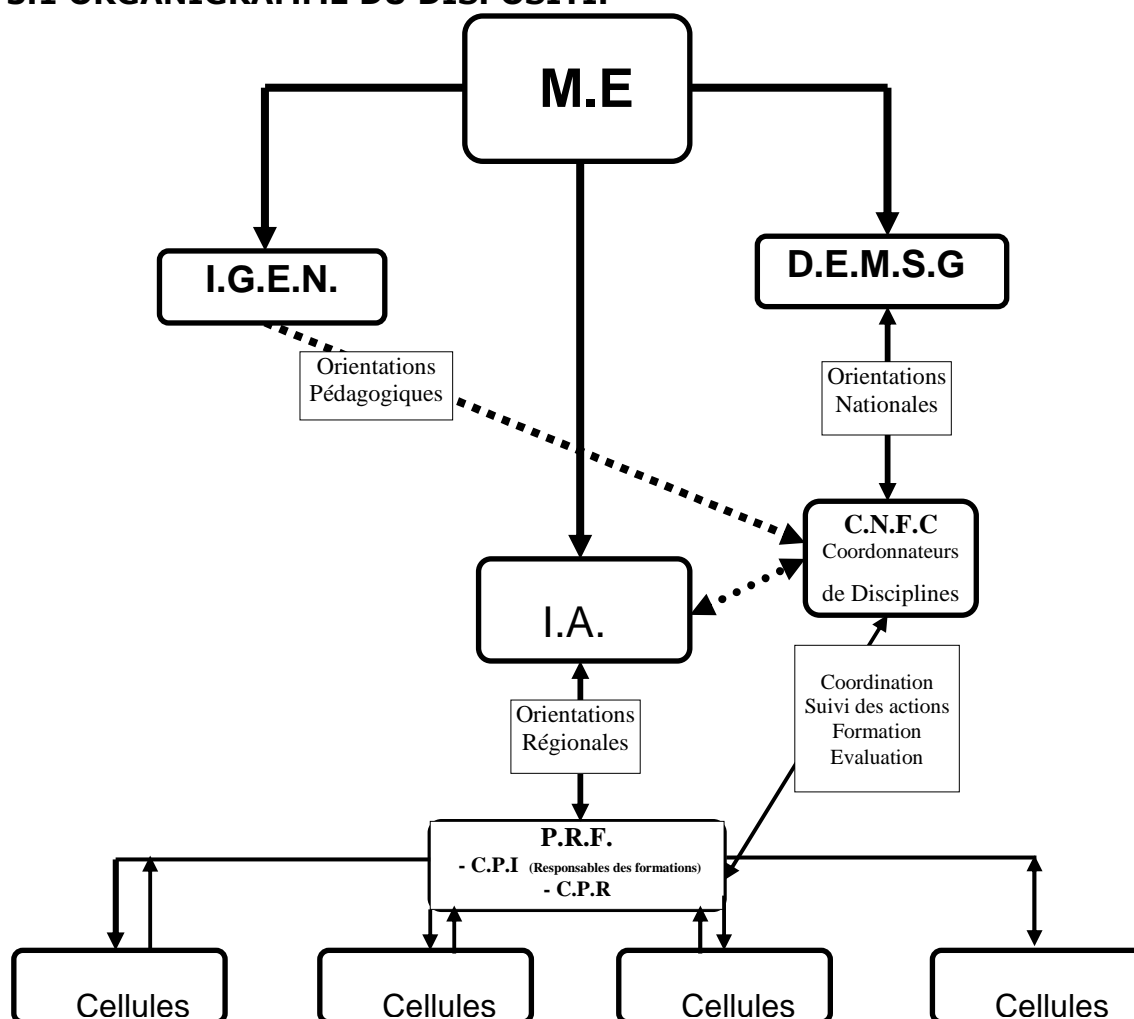 3.1 ORGANIGRAMME DU DISPOSITIF
M.E
I.G.E.N.
D.E.M.S.G
Orientations
Pédagogiques
Orientations
Nationales
C.N.F.C
Coordonnateurs
de Disciplines
I.A.
Coordination
Suivi des actions
Formation
Evaluation
Orientations
Régionales
P.R.F.
- C.P.I (Responsables des formations)
- C.P.R
Cellules
Cellules
Cellules
Cellules